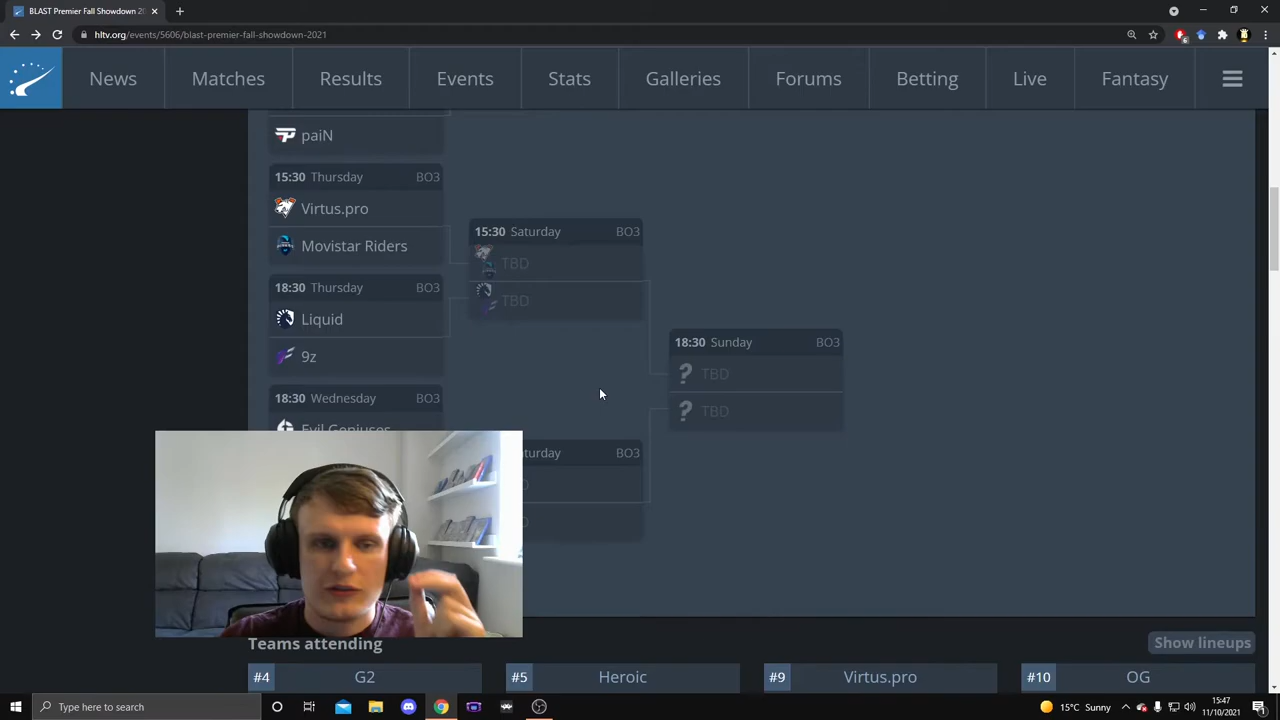 BLAST Premier Fall Showdown 2
hltv.org/events/5606/blast-premier-fall-showdown-2021
News Matches Results Events Stats Galleries Forums Betting Live Fantasy
paiN
15:30 Thursday BO3
Virtus.pro
Movistar Riders
15:30 Saturday BO3
TBD
TBD
18:30 Thursday BO3
Liquid
9z
18:30 Sunday BO3
TBD
TBD
18:30 Wednesday BO3
Evil Geniuses
turday BO3
D
D
Teams attending
Show lineups
#4 G2
#5 Heroic
#9 Virtus.pro
#10 OG
Type here to search
15°C Sunny
15:47
11/10/2021